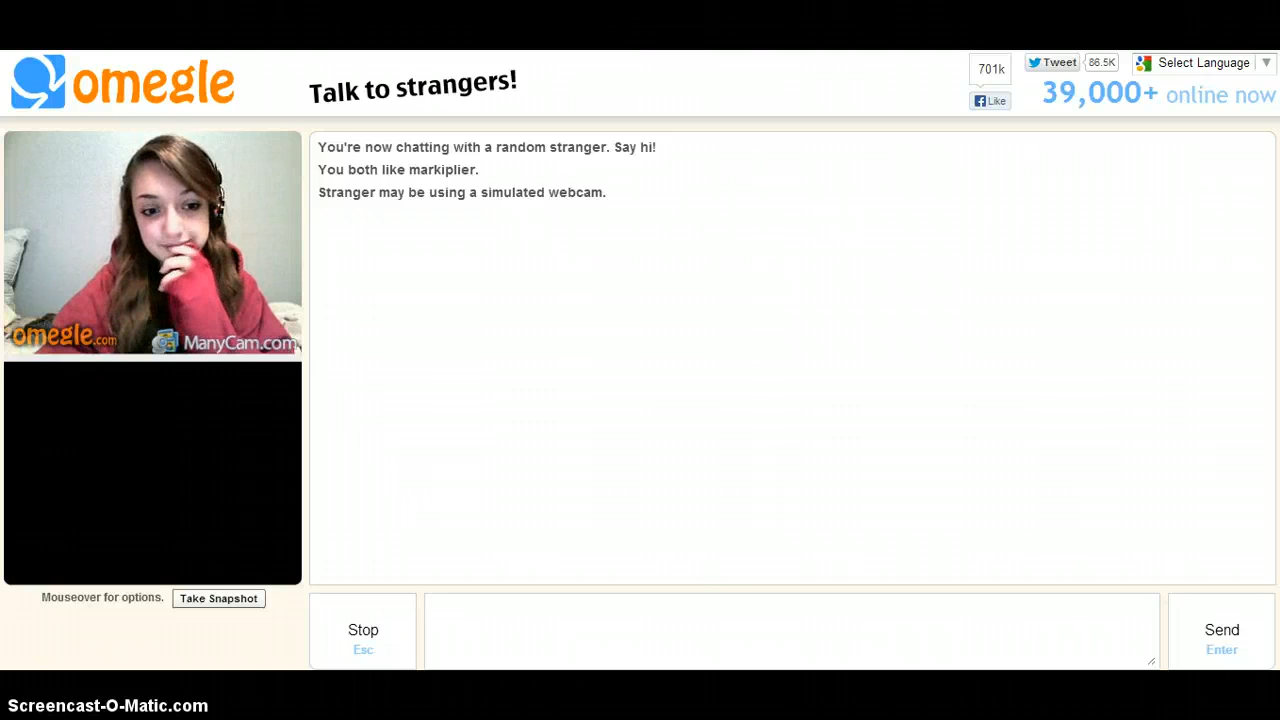 omegle
Talk to strangers!
701k
Like
Tweet
86.5K
Select Language
39,000+ online now
You're now chatting with a random stranger. Say hi!
You both like markiplier.
Stranger may be using a simulated webcam.
omegle.com
ManyCam.com
Mouseover for options.
Take Snapshot
Stop
Esc
Send
Enter
Screencast-O-Matic.com